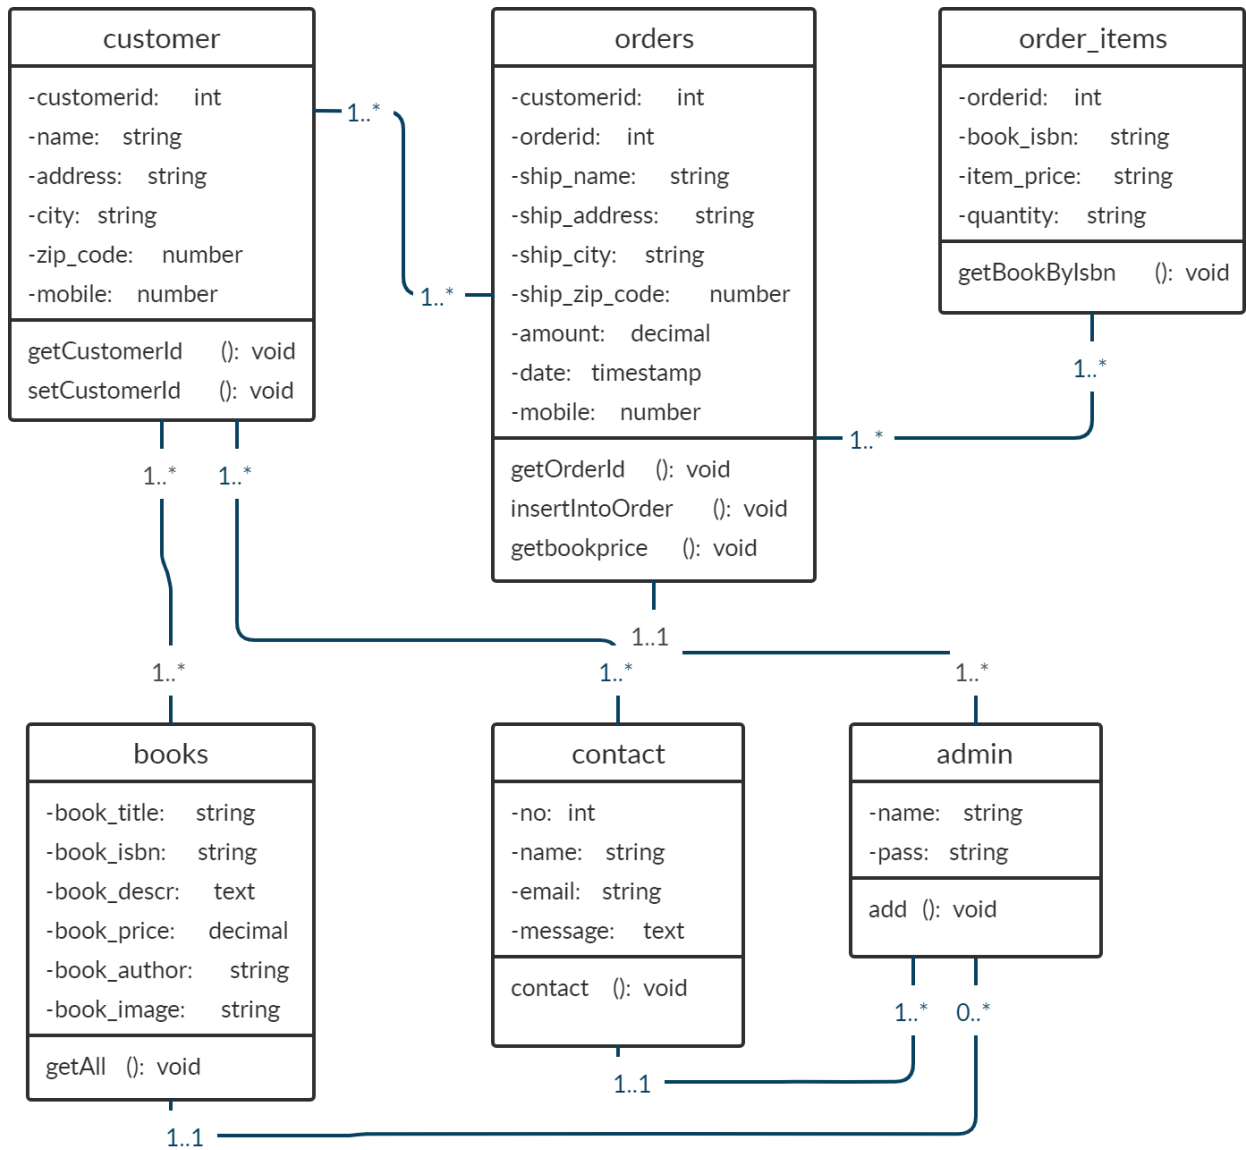 customer
-customerid: int
-name: string
-address: string
-city: string
-zip_code: number
-mobile: number
getCustomerId (): void
setCustomerId (): void
1..*
1..*
orders
-customerid: int
-orderid: int
-ship_name: string
-ship_address: string
-ship_city: string
-ship_zip_code: number
-amount: decimal
-date: timestamp
-mobile: number
getOrderId (): void
insertIntoOrder (): void
getbookprice (): void
order_items
-orderid: int
-book_isbn: string
-item_price: string
-quantity: string
getBookByIsbn (): void
1..*
1..*
1..*
1..*
1..1
1..*
1..*
1..*
books
-book_title: string
-book_isbn: string
-book_descr: text
-book_price: decimal
-book_author: string
-book_image: string
getAll (): void
contact
-no: int
-name: string
-email: string
-message: text
contact (): void
admin
-name: string
-pass: string
add (): void
1..*
0..*
1..1
1..1